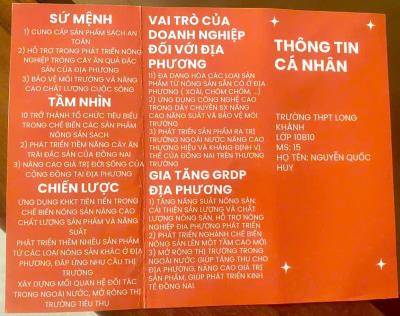 SỨ MỆNH
1) CUNG CẤP SẢN PHẨM SẠCH AN
TOÀN
2) HỖ TRỢ TRONG PHÁT TRIỂN NÔNG
NGHIỆP TRỒNG CÂY ĂN QUẢ ĐẶC
SẢN CỦA ĐỊA PHƯƠNG
3) BẢO VỆ MÔI TRƯỜNG VÀ NÂNG
CAO CHẤT LƯỢNG CUỘC SỐNG
TẦM NHÌN
10 TRỞ THÀNH TỔ CHỨC TIÊU BIỂU
TRONG CHẾ BIẾN CÁC SẢN PHẨM
NÔNG SẢN SẠCH
2) PHÁT TRIỂN TIỀM NĂNG CÂY ĂN
TRÁI ĐẶC SẢN CỦA ĐỒNG NAI
3) NÂNG CAO GIÁ TRỊ ĐỜI SỐNG CỦA
CỘNG ĐỒNG TẠI ĐỊA PHƯƠNG
CHIẾN LƯỢC
ỨNG DỤNG KHKT TIÊN TIẾN TRONG
CHẾ BIẾN NÔNG SẢN NÂNG CAO
CHẤT LƯỢNG SẢN PHẨM VÀ NĂNG
SUẤT
PHÁT TRIỂN THÊM NHIỀU SẢN PHẨM
TỪ CÁC LOẠI NÔNG SẢN KHÁC Ở ĐỊA
PHƯƠNG, ĐÁP ỨNG NHU CẦU THỊ
TRƯỜNG
XÂY DỰNG MỐI QUAN HỆ ĐỐI TÁC
TRONG NGOÀI NƯỚC, MỞ RỘNG THỊ
TRƯỜNG TIÊU THỤ
VAI TRÒ CỦA
DOANH NGHIỆP
ĐỐI VỚI ĐỊA
PHƯƠNG
1) ĐA DẠNG HÓA CÁC LOẠI SẢN
PHẨM TỪ NÔNG SẢN SẴN CÓ Ở ĐỊA
PHƯƠNG ( XOÀI, CHÔM CHÔM, ...)
2) ỨNG DỤNG CÔNG NGHỆ CAO
TRONG DÂY CHUYỀN SX NÂNG
CAO NĂNG SUẤT VÀ BẢO VỆ MÔI
TRƯỜNG
3) PHÁT TRIỂN SẢN PHẨM RA THỊ
TRƯỜNG NGOÀI NƯỚC NÂNG CAO
THƯƠNG HIỆU VÀ KHẲNG ĐỊNH VỊ
THẾ CỦA ĐỒNG NAI TRÊN THƯƠNG
TRƯỜNG
GIA TĂNG GRDP
ĐỊA PHƯƠNG
1) TĂNG NĂNG SUẤT NÔNG SẢN:
CẢI THIỆN SẢN LƯỢNG VÀ CHẤT
LƯỢNG NÔNG SẢN, HỖ TRỢ NÔNG
NGHIỆP ĐỊA PHƯƠNG PHÁT TRIỂN
2) PHÁT TRIỂN NGHÀNH CHẾ BIẾN
NÔNG SẢN LÊN MỘT TẦM CAO MỚI
3) MỞ RỘNG THỊ TRƯỜNG TRONG
NGOÀI NƯỚC GIÚP TĂNG THU CHO
ĐỊA PHƯƠNG, NÂNG CAO GIÁ TRỊ
SẢN PHẨM, GIÚP PHÁT TRIỂN KINH
TẾ ĐỒNG NAI.
THÔNG TIN
CÁ NHÂN
TRƯỜNG THPT LONG
KHÁNH
LỚP 10B10
MS: 15
HỌ TÊN: NGUYỄN QUỐC
HUY